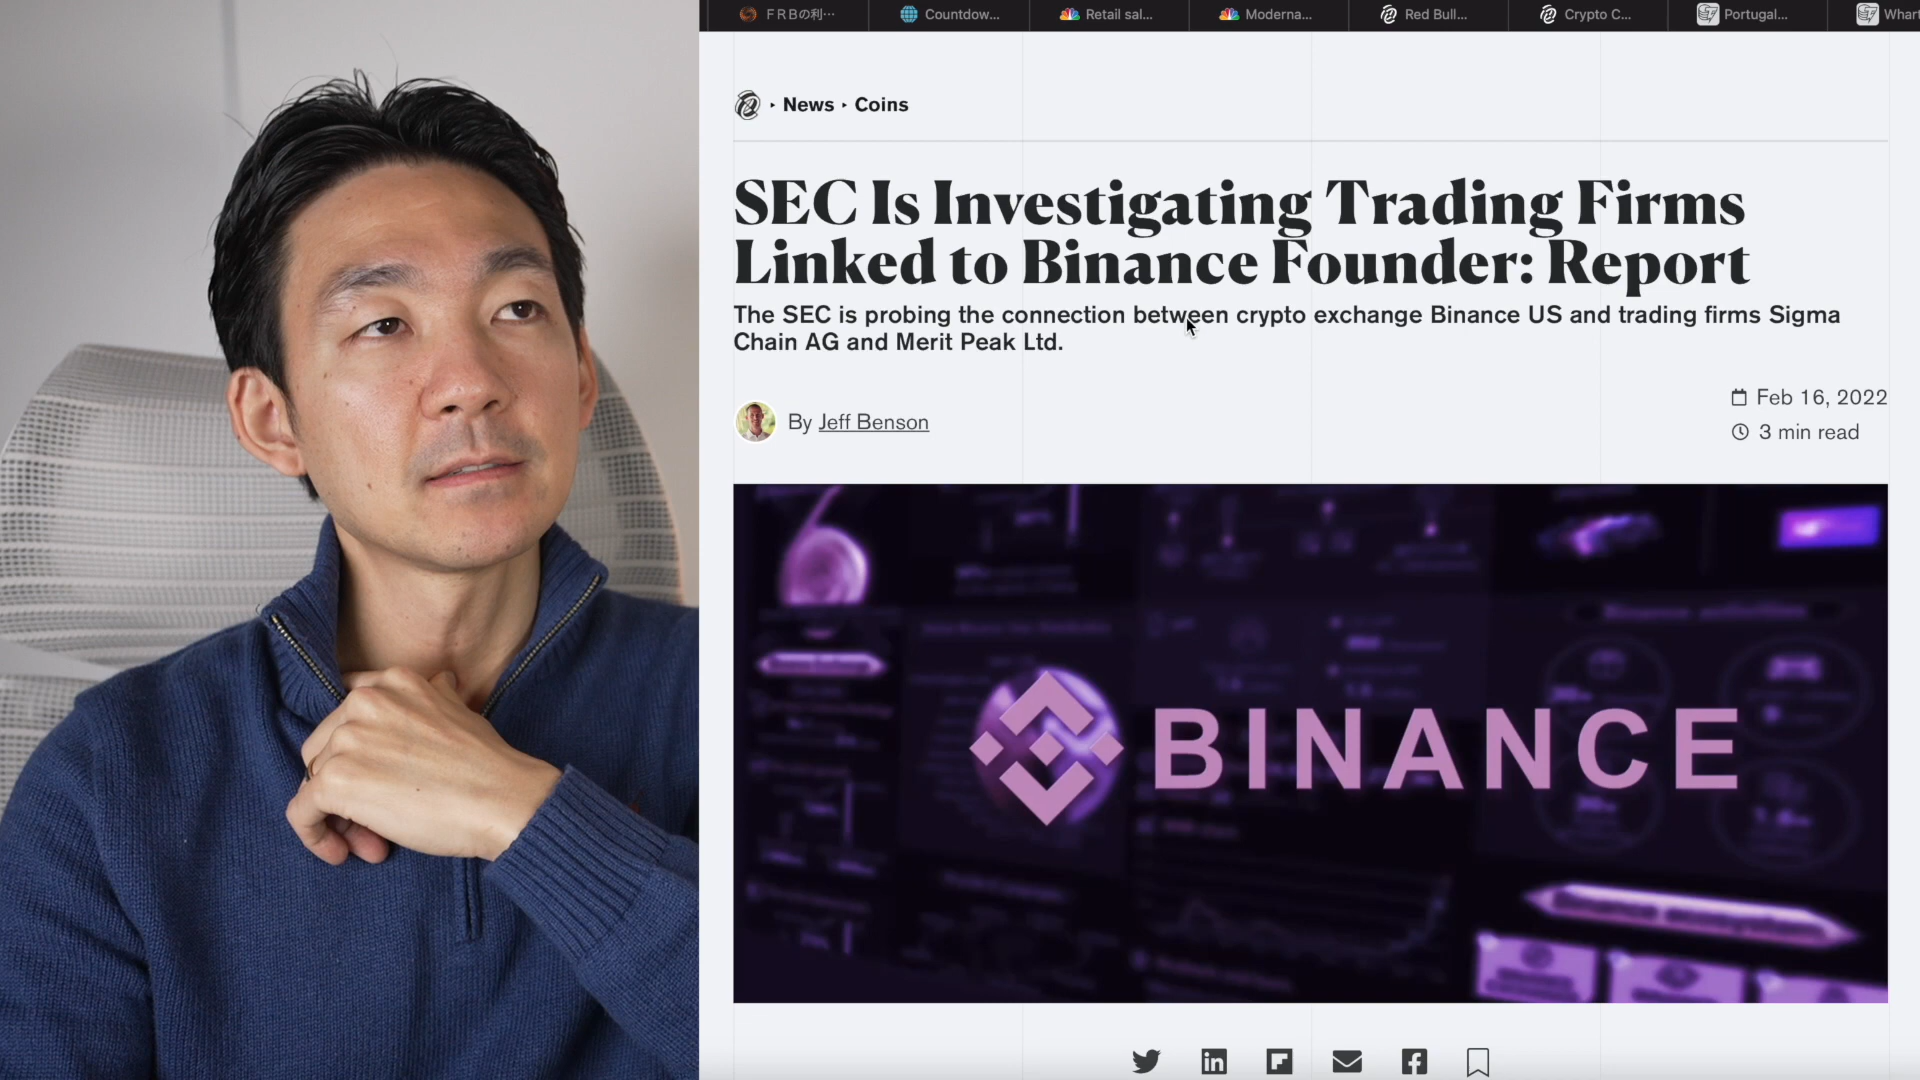 ＦＲＢの利… Countdow... Retail sal... Moderna... Red Bull... Crypto C... Portugal... Whar
News Coins
SEC Is Investigating Trading Firms
Linked to Binance Founder: Report
The SEC is probing the connection between crypto exchange Binance US and trading firms Sigma
Chain AG and Merit Peak Ltd.
Feb 16, 2022
By Jeff Benson
3 min read
BINANCE